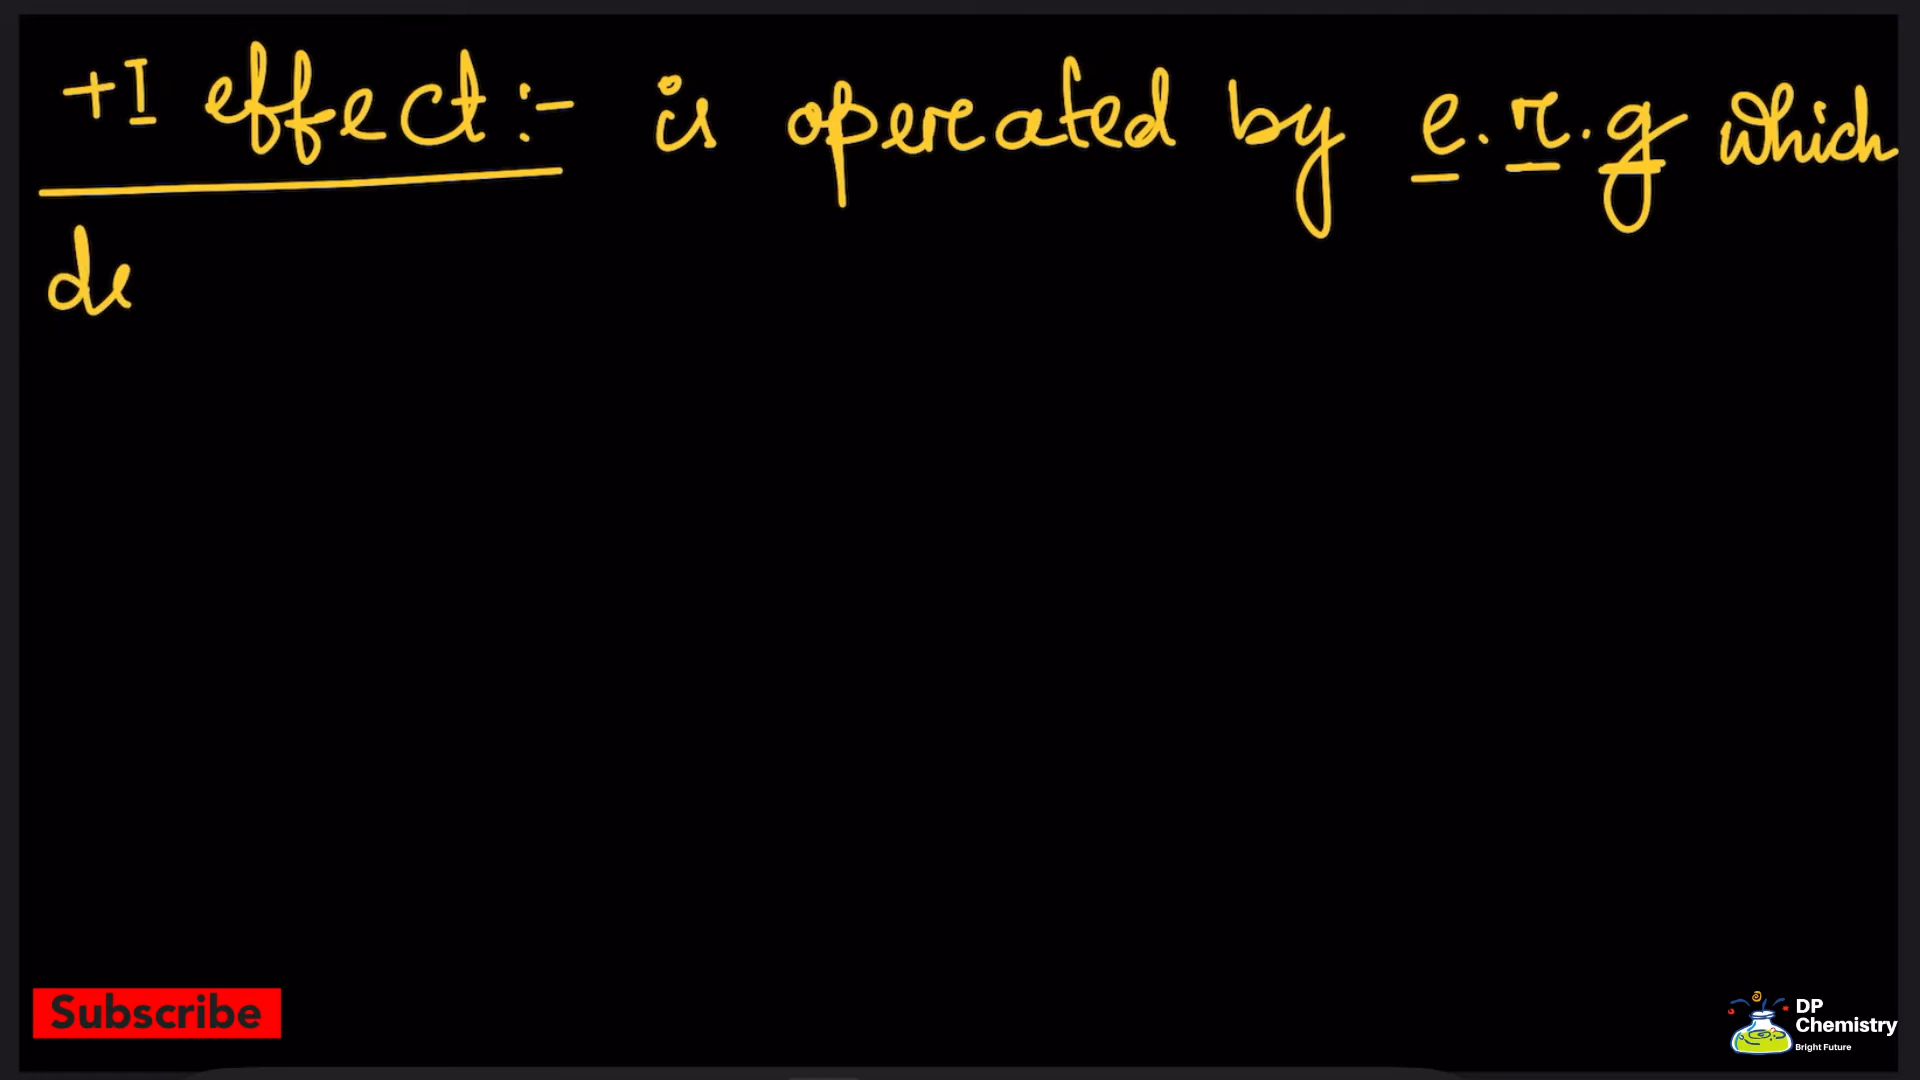 +I effect :- is opereated by e.r.g which
de
Subscribe
DP
Chemistry
Bright Future